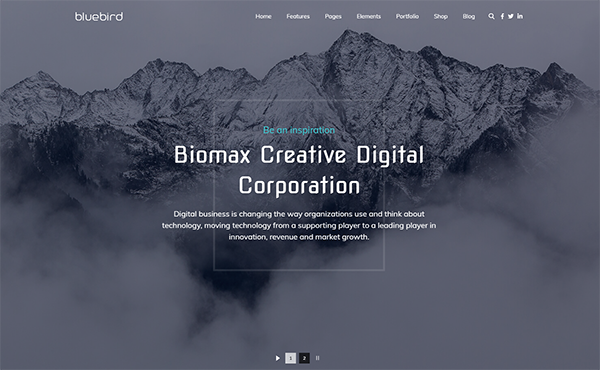 bluebird
Home Features Pages Elements Portfolio Shop Blog
Be an inspiration
Biomax Creative Digital
Corporation
Digital business is changing the way organizations use and think about
technology, moving technology from a supporting player to a leading player in
innovation, revenue and market growth.
1 2